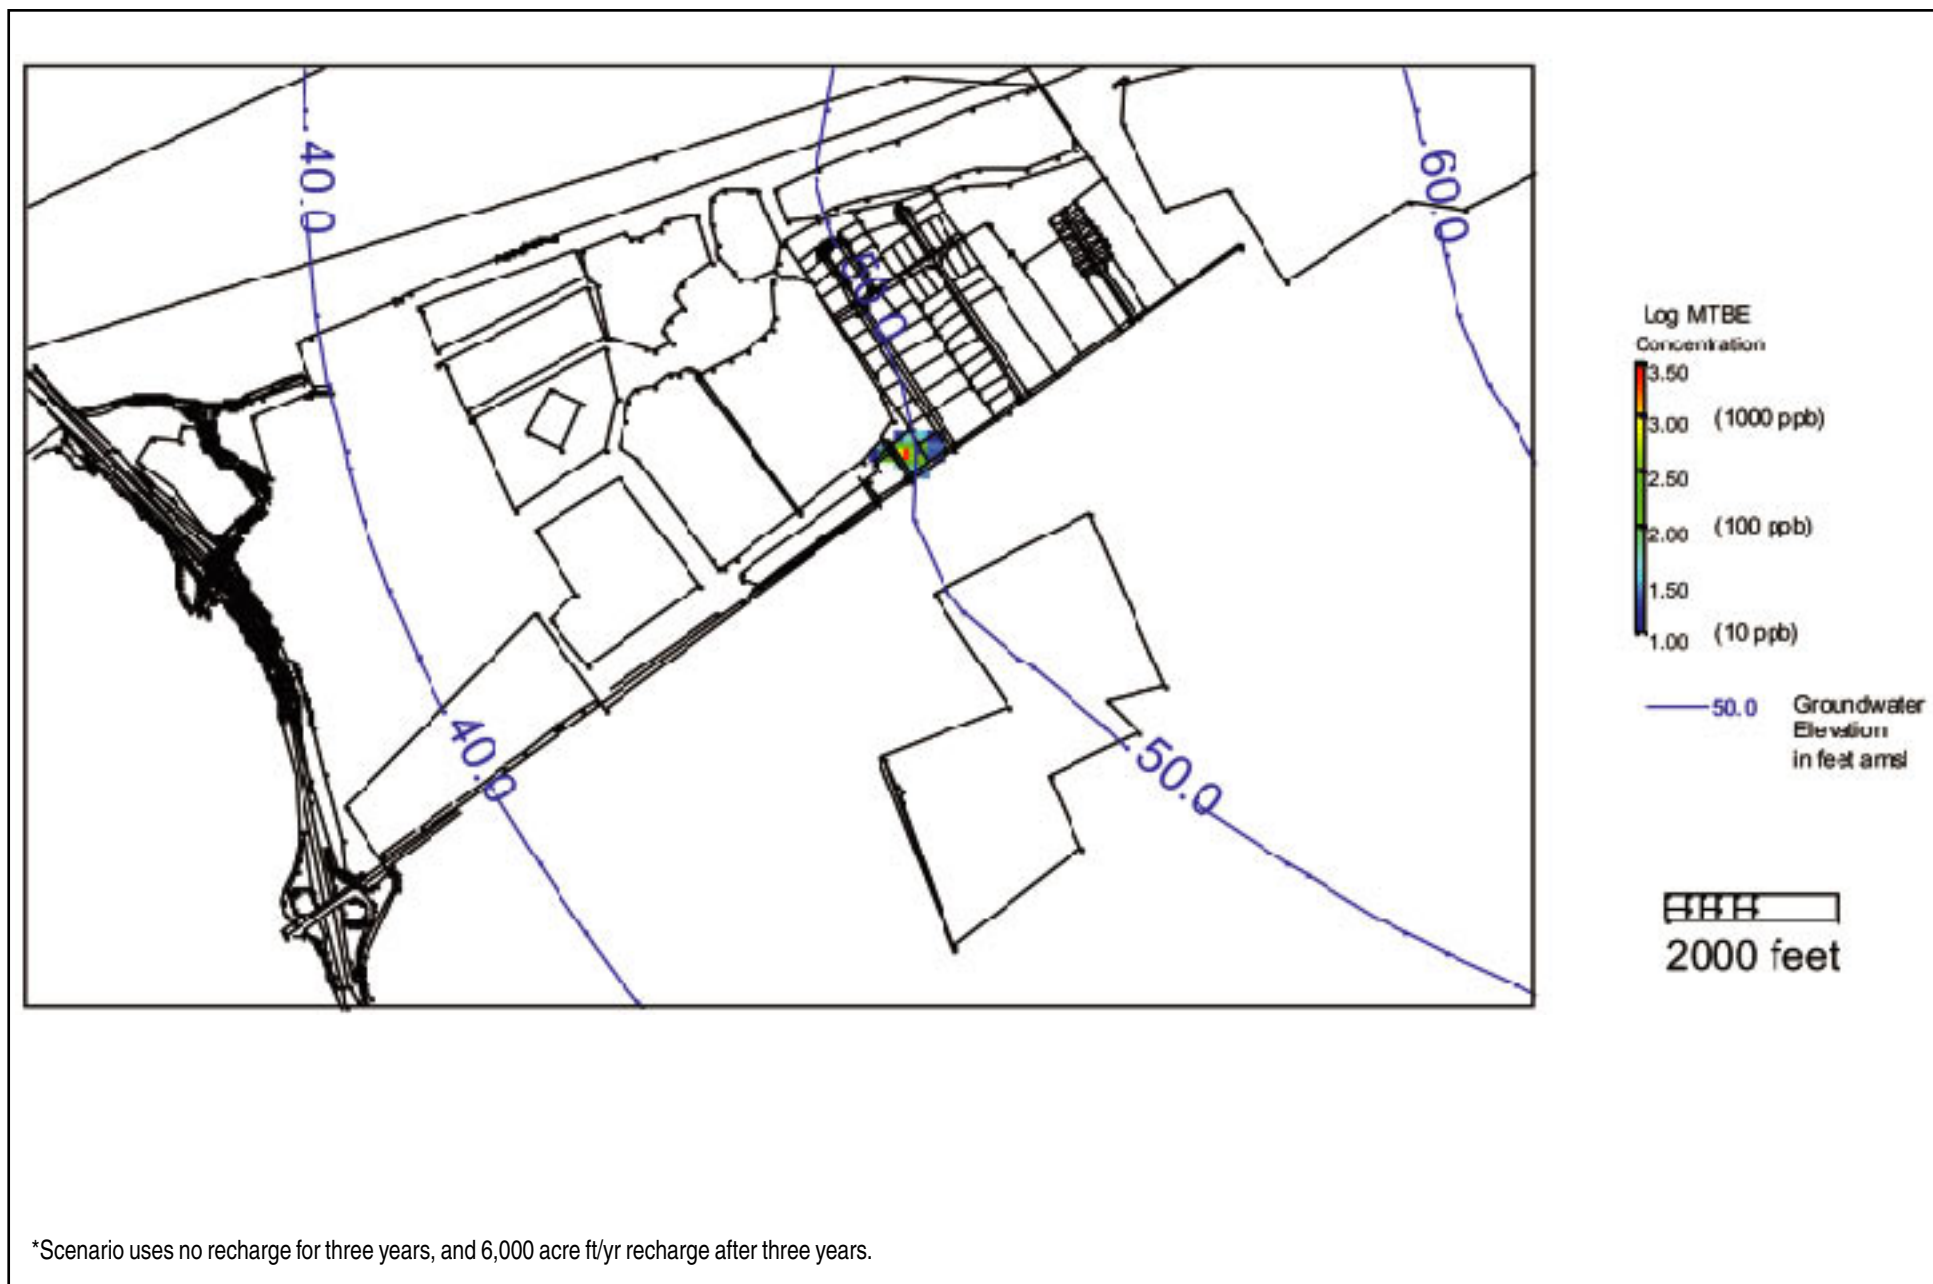 40.0
60.0
50.0
40.0
50.0
Log MTBE
Concentration
3.50
3.00 (1000 ppb)
2.50
2.00 (100 ppb)
1.50
1.00 (10 ppb)
50.0 Groundwater
Elevation
in feet amsl
2000 feet
*Scenario uses no recharge for three years, and 6,000 acre ft/yr recharge after three years.